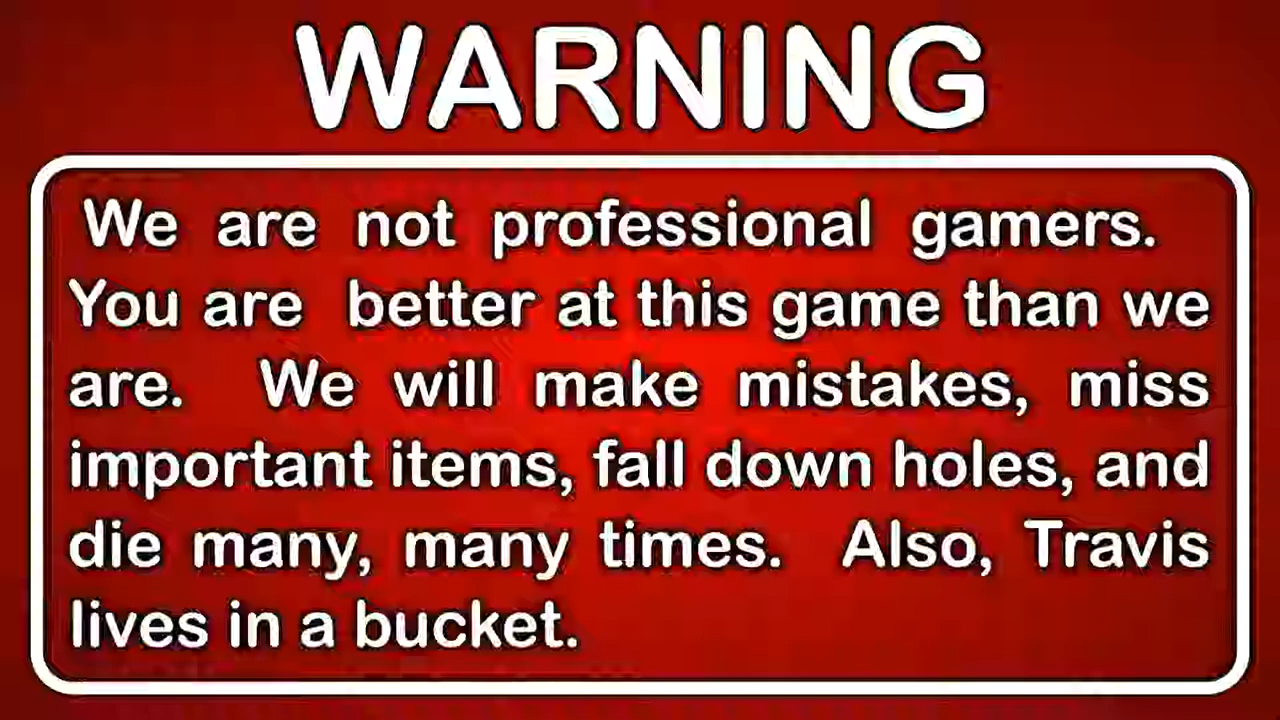 WARNING
We are not professional gamers.
You are better at this game than we
are. We will make mistakes, miss
important items, fall down holes, and
die many, many times. Also, Travis
lives in a bucket.